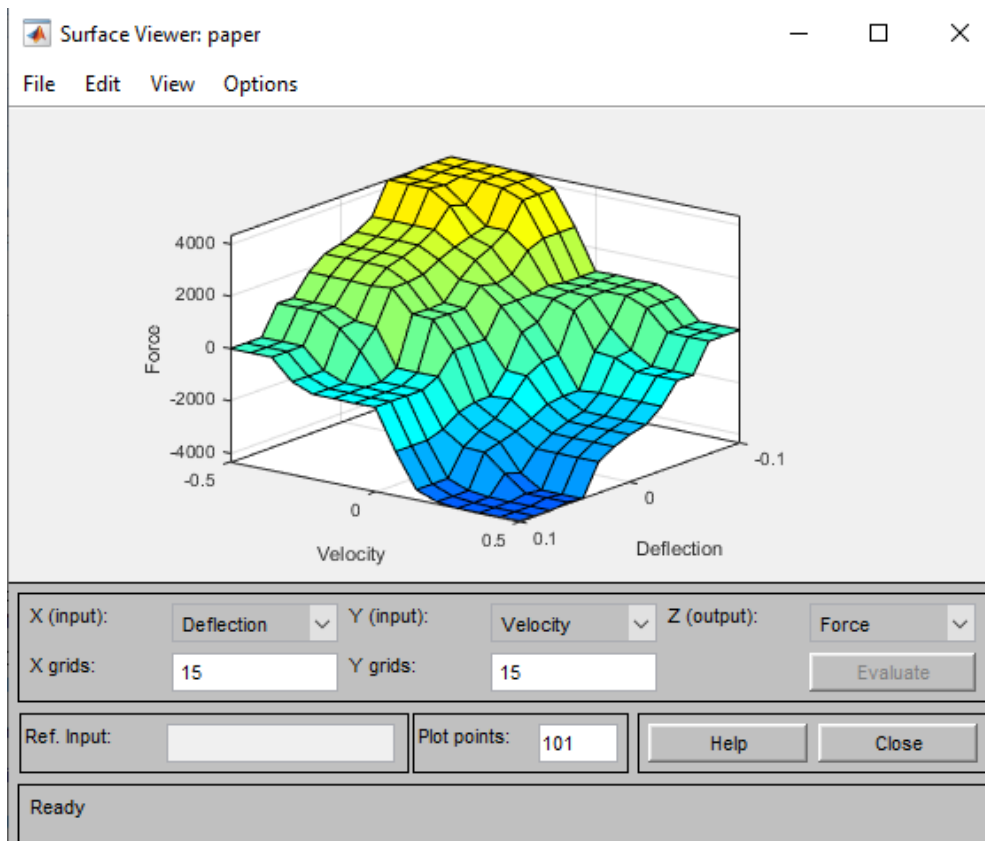 Surface Viewer: paper
File Edit View Options
4000
2000
0
-2000
-4000
Force
-0.5
0
0.5
Velocity
0.1
0
-0.1
Deflection
X (input): Deflection Y (input): Velocity Z (output): Force
X grids: 15 Y grids: 15 Evaluate
Ref. Input: Plot points: 101 Help Close
Ready